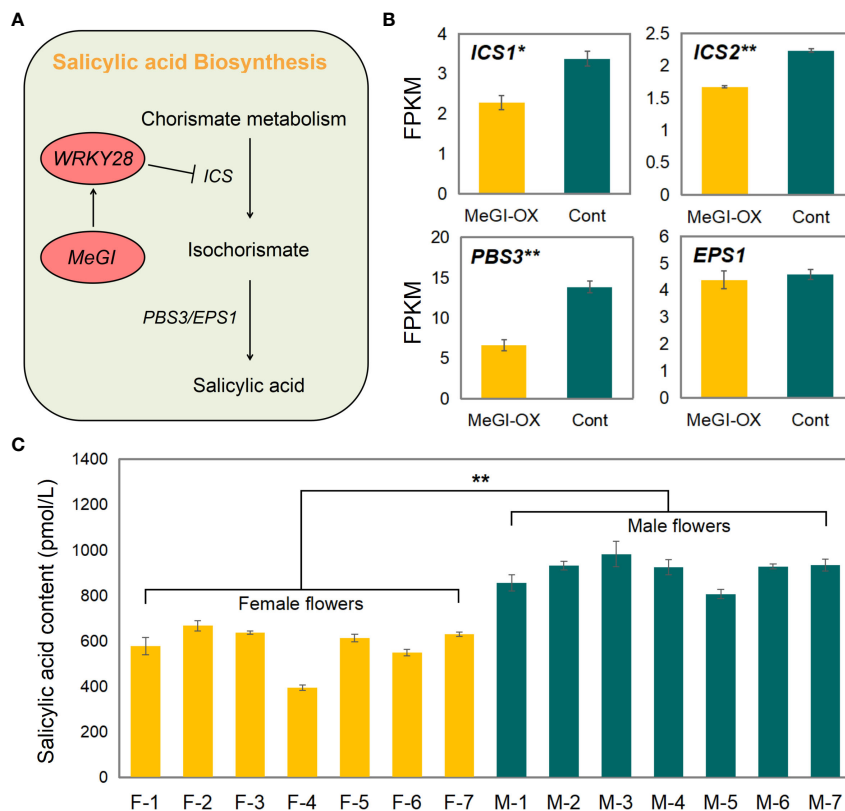 A
Salicylic acid Biosynthesis
Chorismate metabolism
WRKY28
ICS
MeGI
Isochorismate
PBS3/EPS1
Salicylic acid
B
ICS1*
FPKM
4
3
2
1
0
MeGI-OX Cont
ICS2**
2.5
2
1.5
1
0.5
0
MeGI-OX Cont
PBS3**
FPKM
20
15
10
5
0
MeGI-OX Cont
EPS1
6
5
4
3
2
1
0
MeGI-OX Cont
C
Salicylic acid content (pmol/L)
1400
1200
1000
800
600
400
200
0
**
Male flowers
Female flowers
F-1 F-2 F-3 F-4 F-5 F-6 F-7 M-1 M-2 M-3 M-4 M-5 M-6 M-7